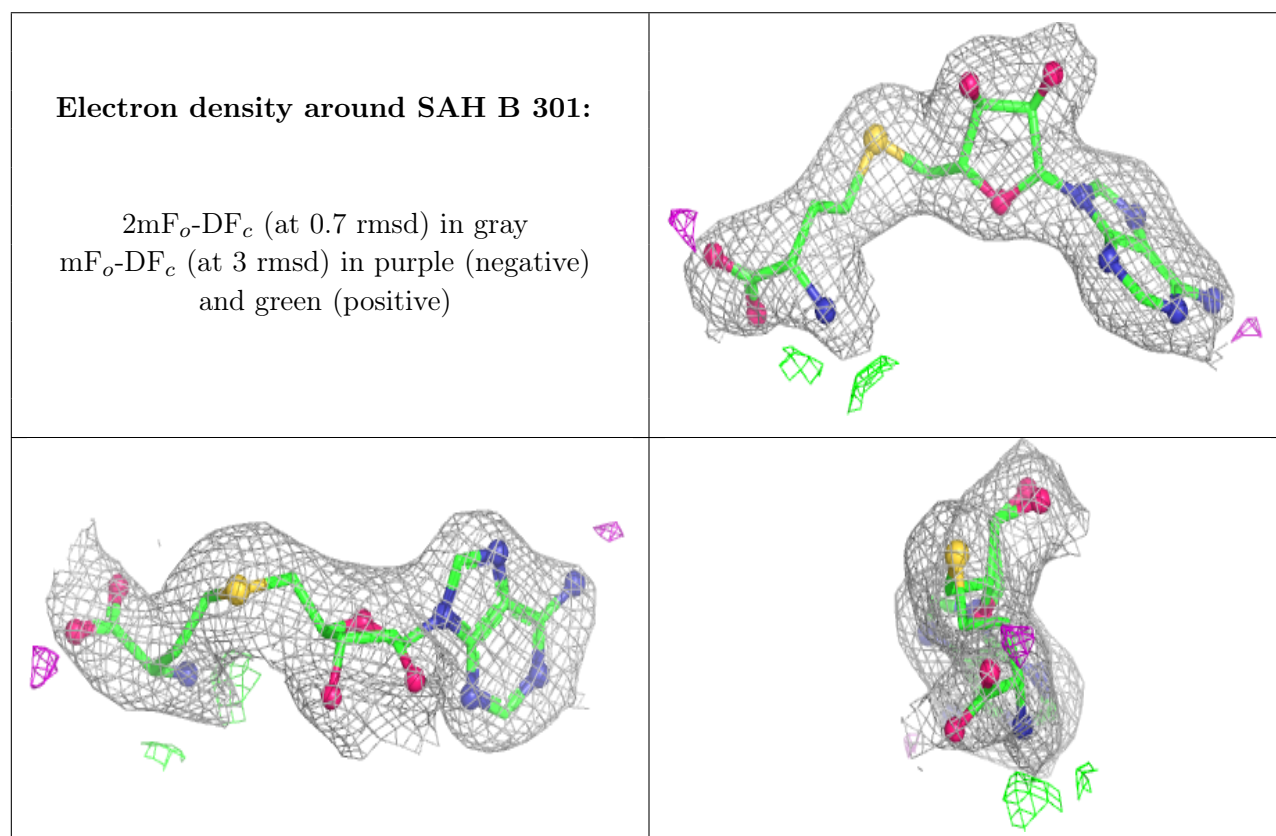 Electron density around SAH B 301:
2mFₒ-DF𝒸 (at 0.7 rmsd) in gray
mFₒ-DF𝒸 (at 3 rmsd) in purple (negative)
and green (positive)